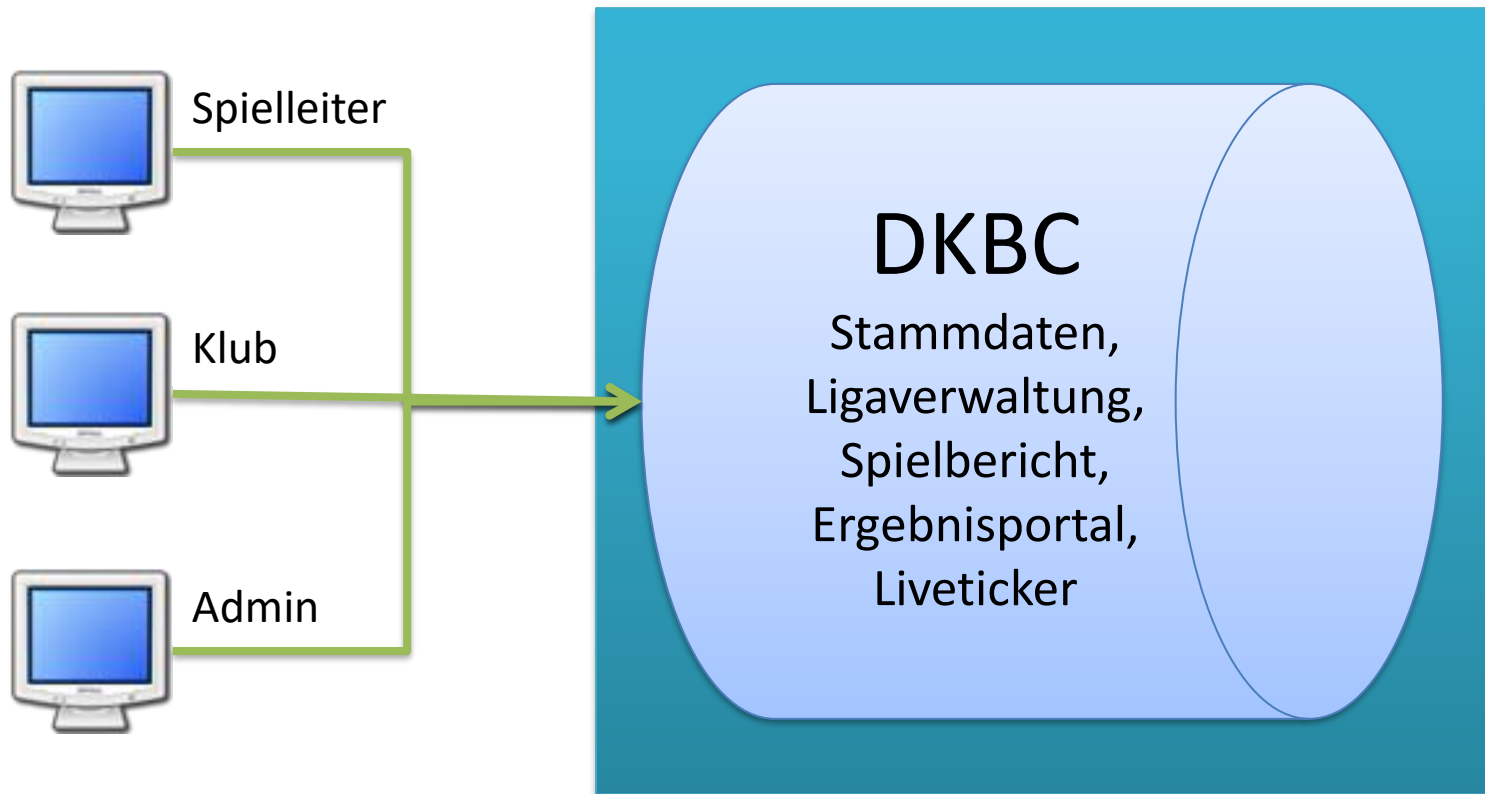 Spielleiter
Klub
Admin
DKBC
Stammdaten,
Ligaverwaltung,
Spielbericht,
Ergebnisportal,
Liveticker